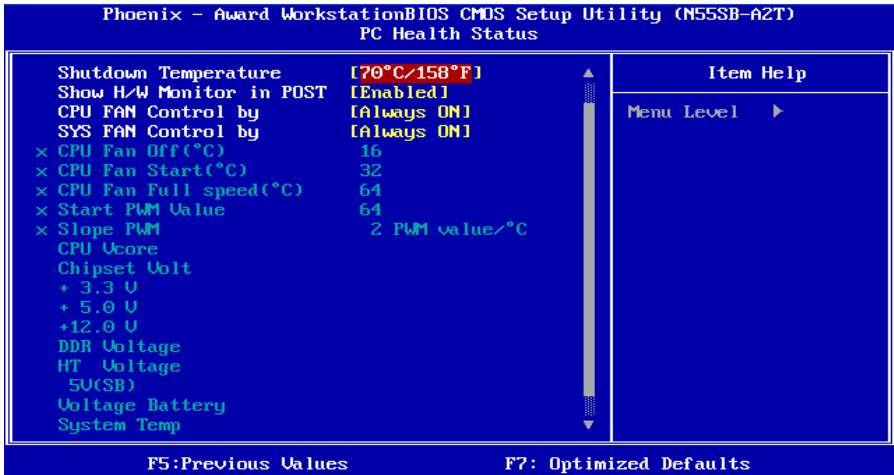 Phoenix - Award WorkstationBIOS CMOS Setup Utility (N55SB-A2T)
PC Health Status
Shutdown Temperature [70°C/158°F]
Show H/W Monitor in POST [Enabled]
CPU FAN Control by [Always ON]
SYS FAN Control by [Always ON]
x CPU Fan Off(°C) 16
x CPU Fan Start(°C) 32
x CPU Fan Full speed(°C) 64
x Start PWM Value 64
x Slope PWM 2 PWM value/°C
CPU Vcore
Chipset Volt
+ 3.3 V
+ 5.0 V
+12.0 V
DDR Voltage
HT Voltage
5V(SB)
Voltage Battery
System Temp
Item Help
Menu Level
F5:Previous Values F7: Optimized Defaults